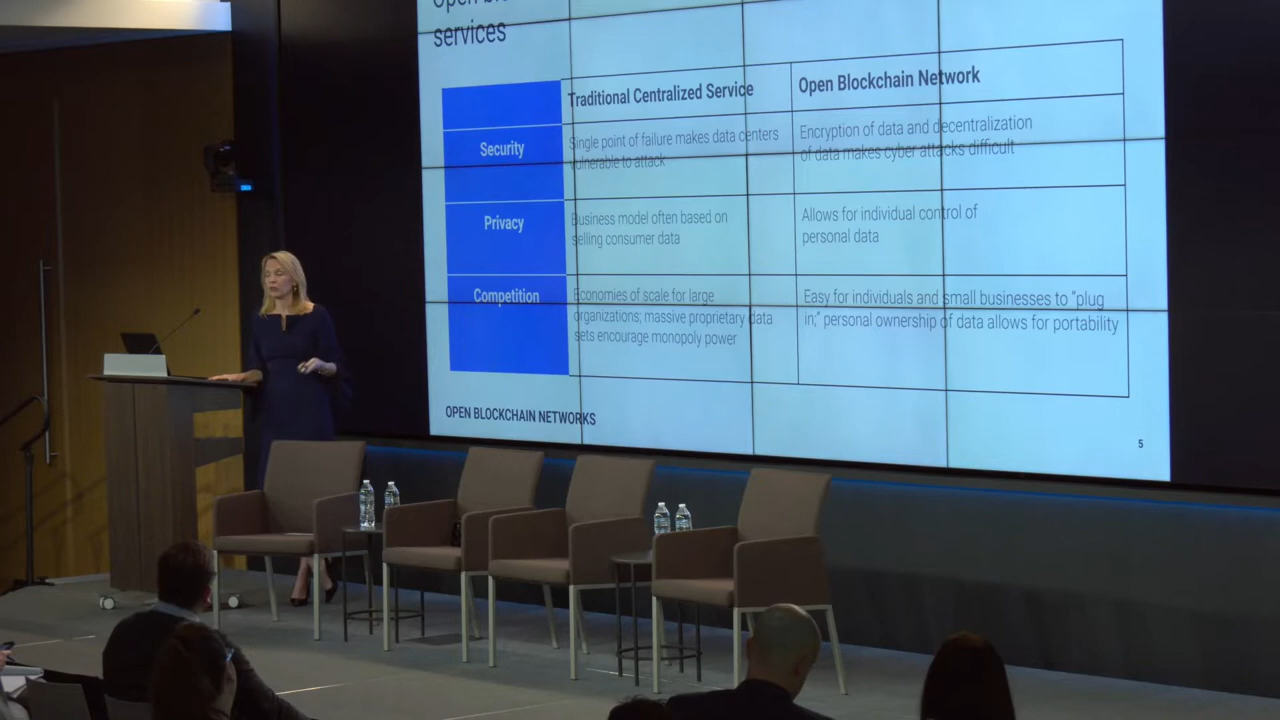 services
Traditional Centralized Service
Open Blockchain Network
Security
Single point of failure makes data centers
vulnerable to attack
Encryption of data and decentralization
of data makes cyber attacks difficult
Privacy
Business model often based on
selling consumer data
Allows for individual control of
personal data
Competition
Economies of scale for large
organizations; massive proprietary data
sets encourage monopoly power
Easy for individuals and small businesses to "plug
in;" personal ownership of data allows for portability
OPEN BLOCKCHAIN NETWORKS
5